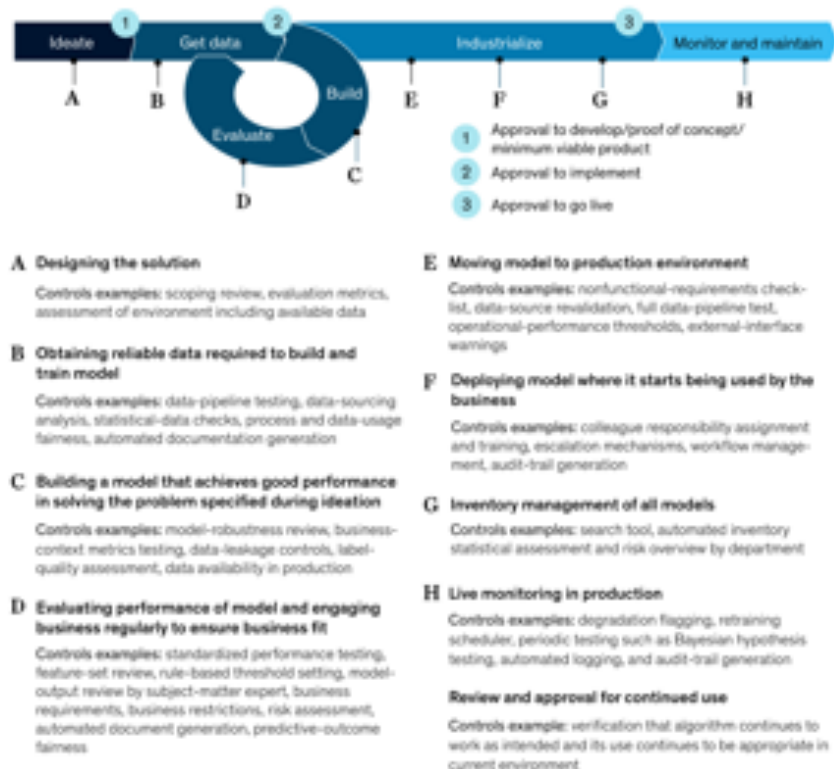 1
2
3
Ideate
Get data
Industrialize
Monitor and maintain
Build
Evaluate
A
B
C
D
E
F
G
H
1 Approval to develop/proof of concept/
minimum viable product
2 Approval to implement
3 Approval to go live
A Designing the solution
Controls examples: scoping review, evaluation metrics,
assessment of environment including available data
B Obtaining reliable data required to build and
train model
Controls examples: data-pipeline testing, data-sourcing
analysis, statistical-data checks, process and data-usage
fairness, automated documentation generation
C Building a model that achieves good performance
in solving the problem specified during ideation
Controls examples: model-robustness review, business-
context metrics testing, data-leakage controls, label-
quality assessment, data availability in production
D Evaluating performance of model and engaging
business regularly to ensure business fit
Controls examples: standardized performance testing,
feature-set review, rule-based threshold setting, model-
output review by subject-matter expert, business
requirements, business restrictions, risk assessment,
automated document generation, predictive-outcome
fairness
E Moving model to production environment
Controls examples: nonfunctional-requirements check-
list, data-source revalidation, full data-pipeline test,
operational-performance thresholds, external-interface
warnings
F Deploying model where it starts being used by the
business
Controls examples: colleague responsibility assignment
and training, escalation mechanisms, workflow manage-
ment, audit-trail generation
G Inventory management of all models
Controls examples: search tool, automated inventory
statistical assessment and risk overview by department
H Live monitoring in production
Controls examples: degradation flagging, retraining
scheduler, periodic testing such as Bayesian hypothesis
testing, automated logging, and audit-trail generation
Review and approval for continued use
Controls example: verification that algorithm continues to
work as intended and its use continues to be appropriate in
current environment